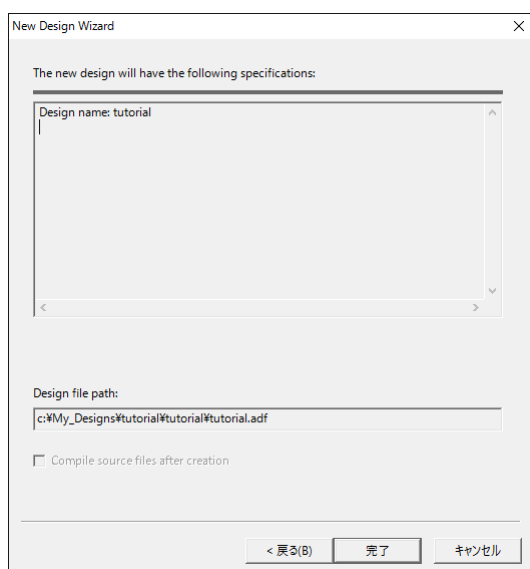 New Design Wizard
The new design will have the following specifications:
Design name: tutorial
Design file path:
c:¥My_Designs¥tutorial¥tutorial¥tutorial.adf
Compile source files after creation
< 戻る(B)
完了
キャンセル